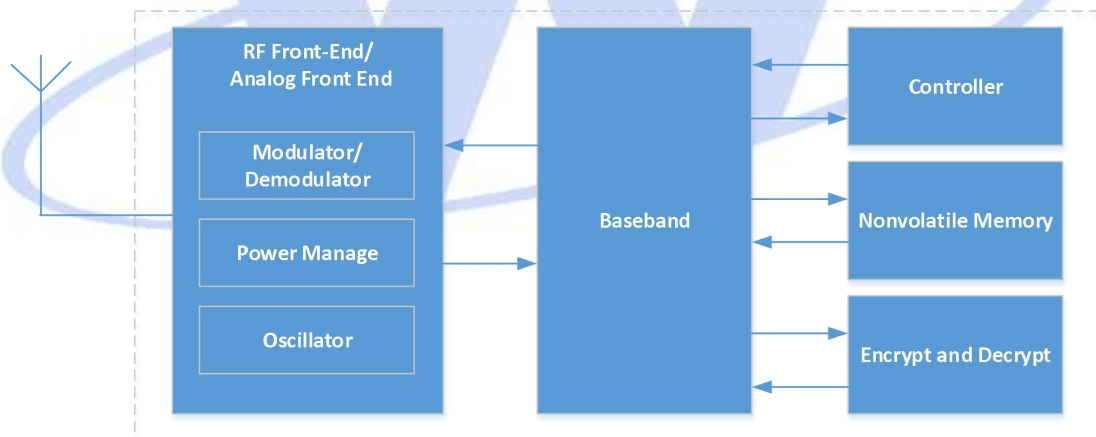 RF Front-End/
Analog Front End
Modulator/
Demodulator
Power Manage
Oscillator
Baseband
Controller
Nonvolatile Memory
Encrypt and Decrypt